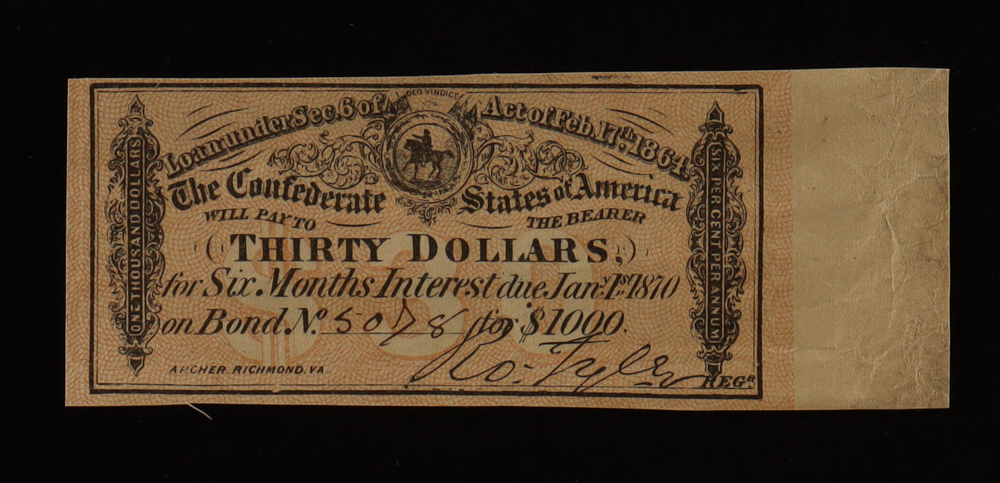 DEO VINDICE
Loan under Sec. 6 of Act of Feb. 17th 1864.
The Confederate States of America
WILL PAY TO THE BEARER
THIRTY DOLLARS,
for Six Months Interest due Jan: 1st 1870
on Bond No. 5078 for $1000.
Ro: Tyler
ARCHER. RICHMOND. VA REGR
ONE THOUSAND DOLLARS
SIX PER CENT PER ANNUM
$30